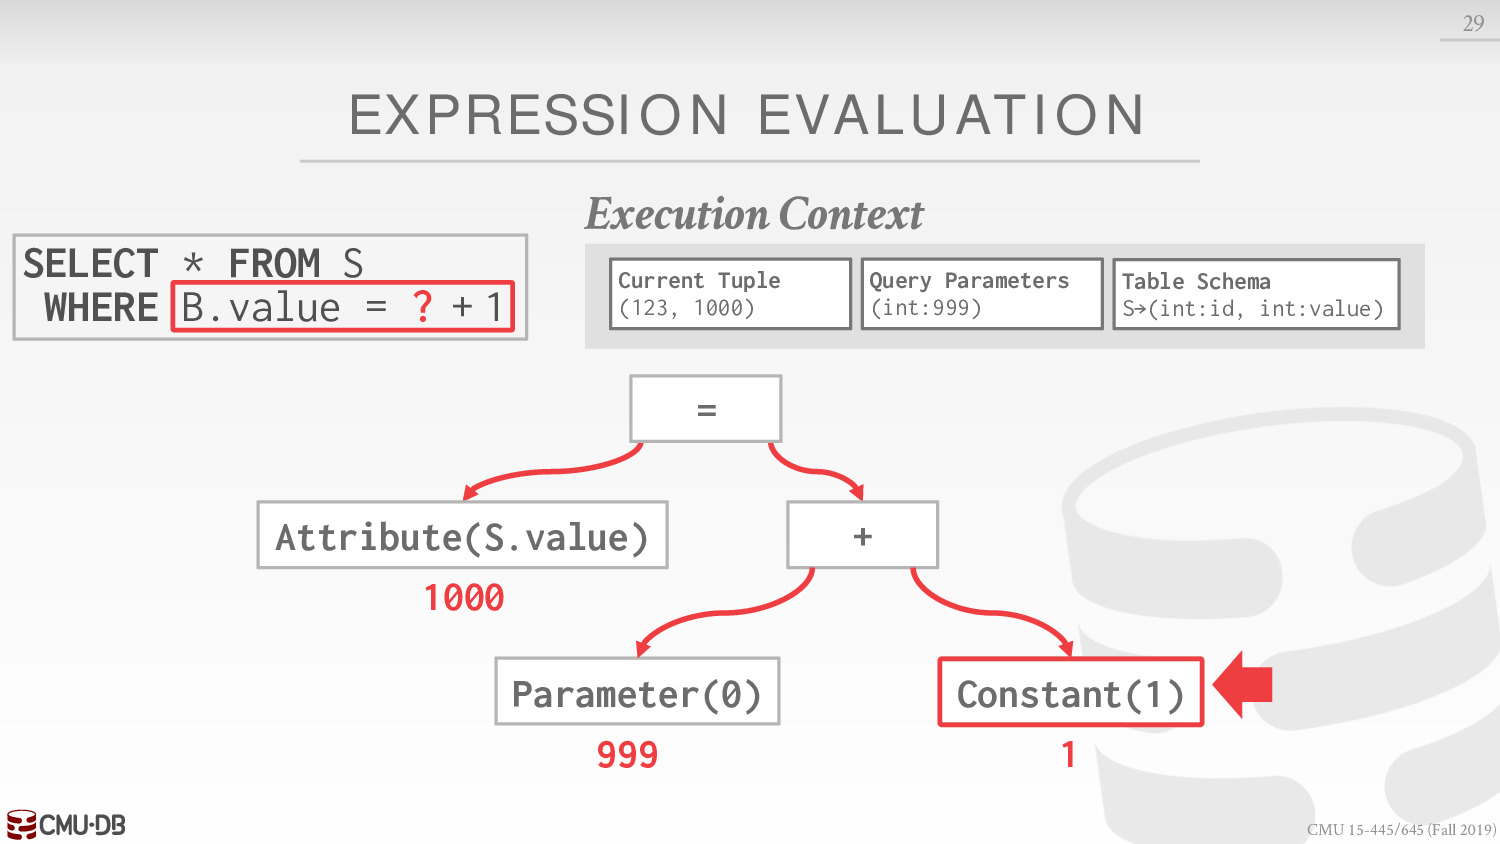 29
EXPRESSION EVALUATION
Execution Context
SELECT * FROM S
WHERE B.value = ? + 1
Current Tuple
(123, 1000)
Query Parameters
(int:999)
Table Schema
S→(int:id, int:value)
=
Attribute(S.value)
+
1000
Parameter(0)
Constant(1)
999
1
CMU·DB
CMU 15-445/645 (Fall 2019)